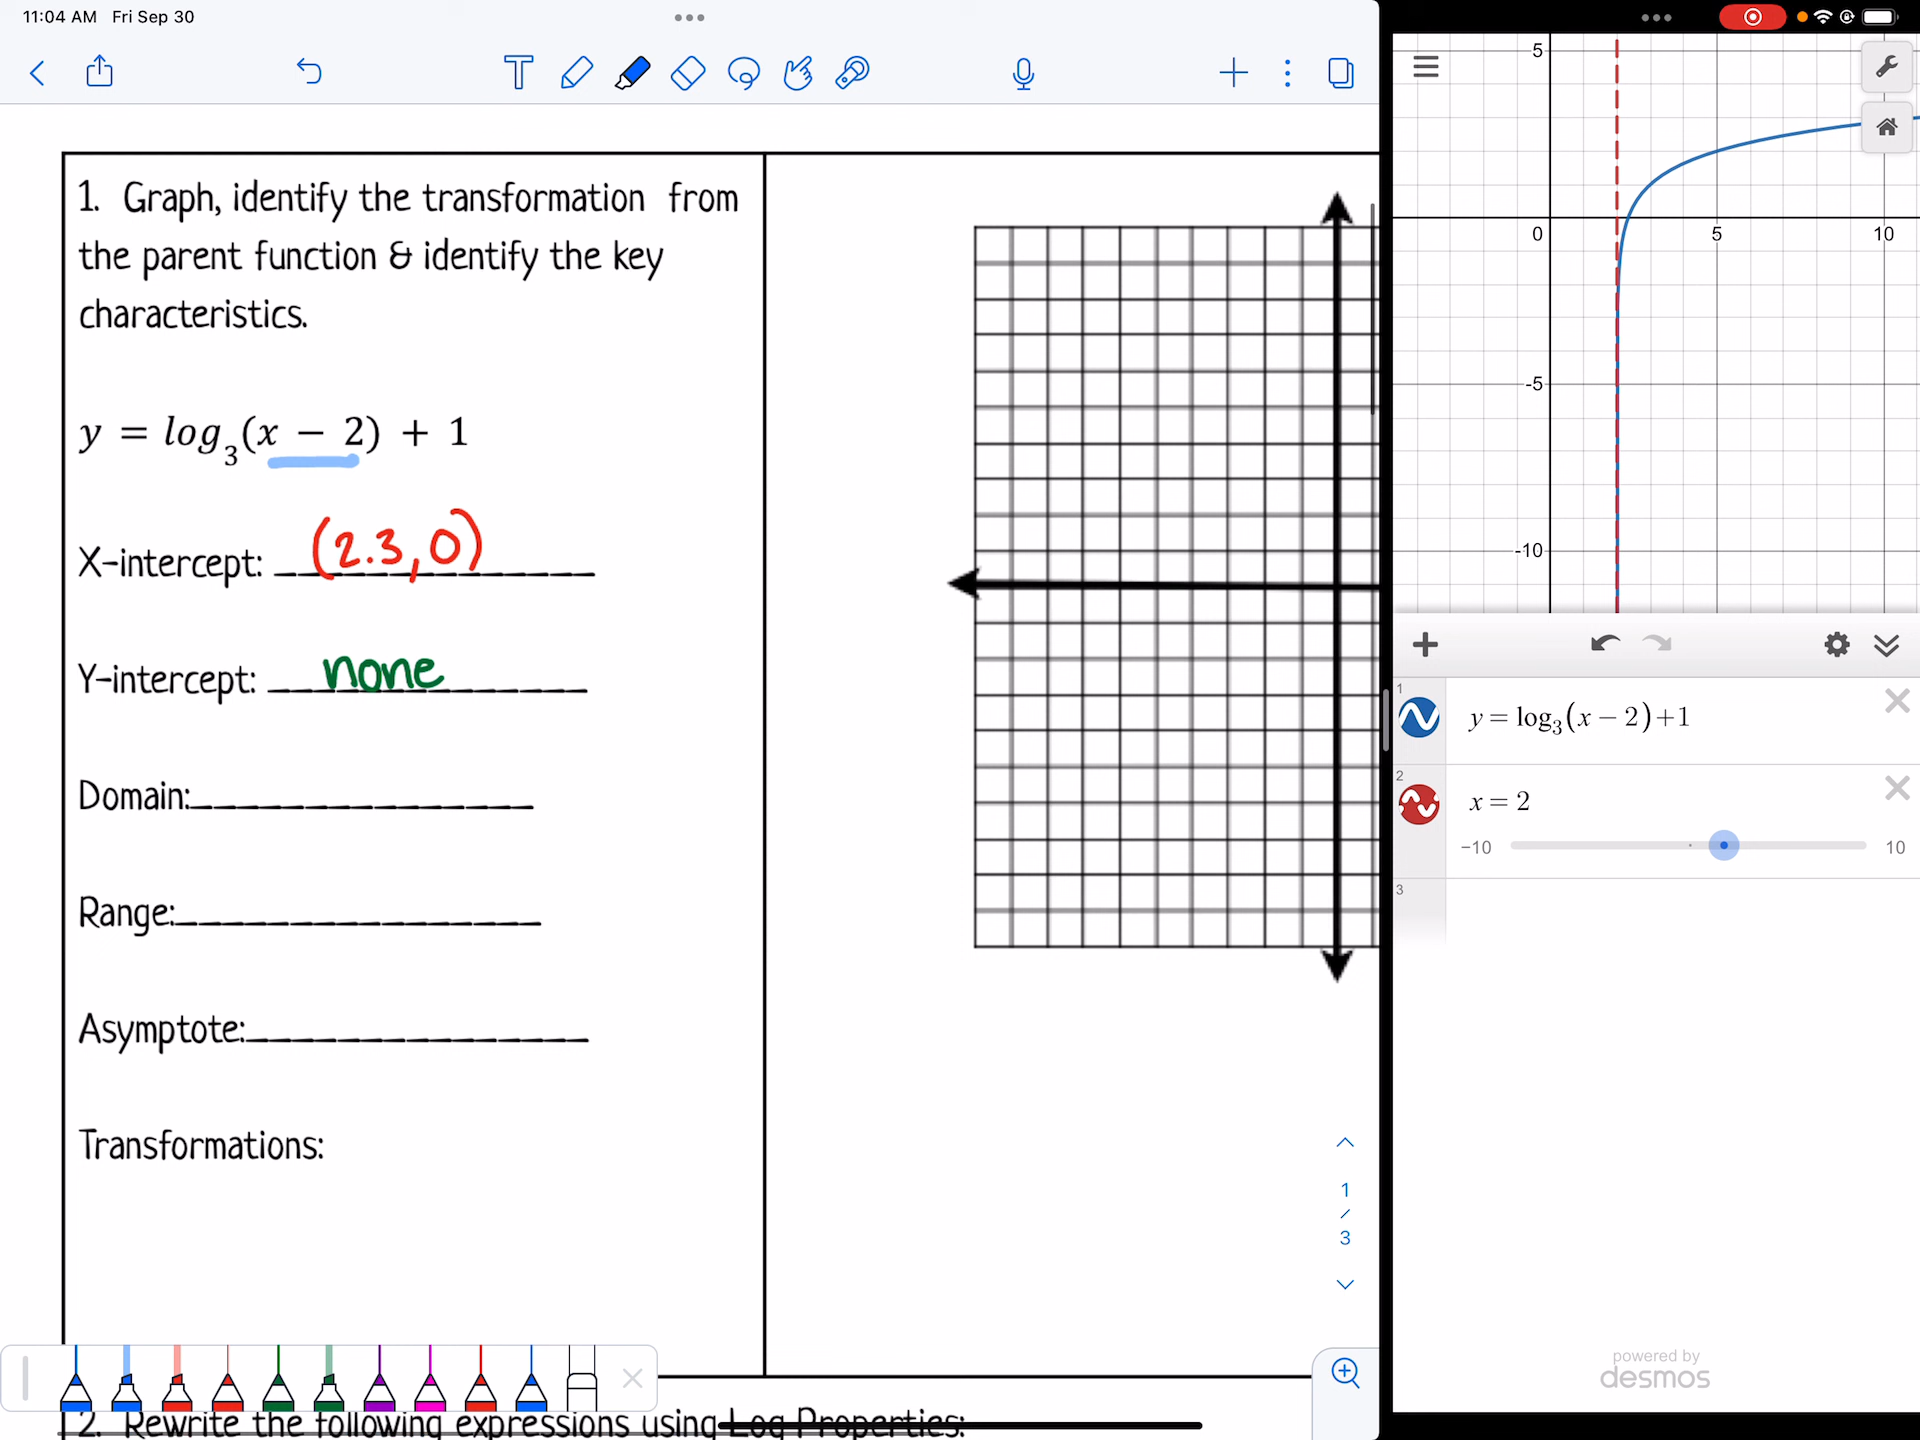 11:04 AM Fri Sep 30
1. Graph, identify the transformation from
the parent function & identify the key
characteristics.
y = log₃(x − 2) + 1
X-intercept: (2.3, 0)
Y-intercept: none
Domain:
Range:
Asymptote:
Transformations:
1
/
3
2. Rewrite the following expressions using Log Properties:
5
0 5 10
-5
-10
1
y = log₃(x − 2)+1
2
x = 2
−10 10
3
powered by
desmos